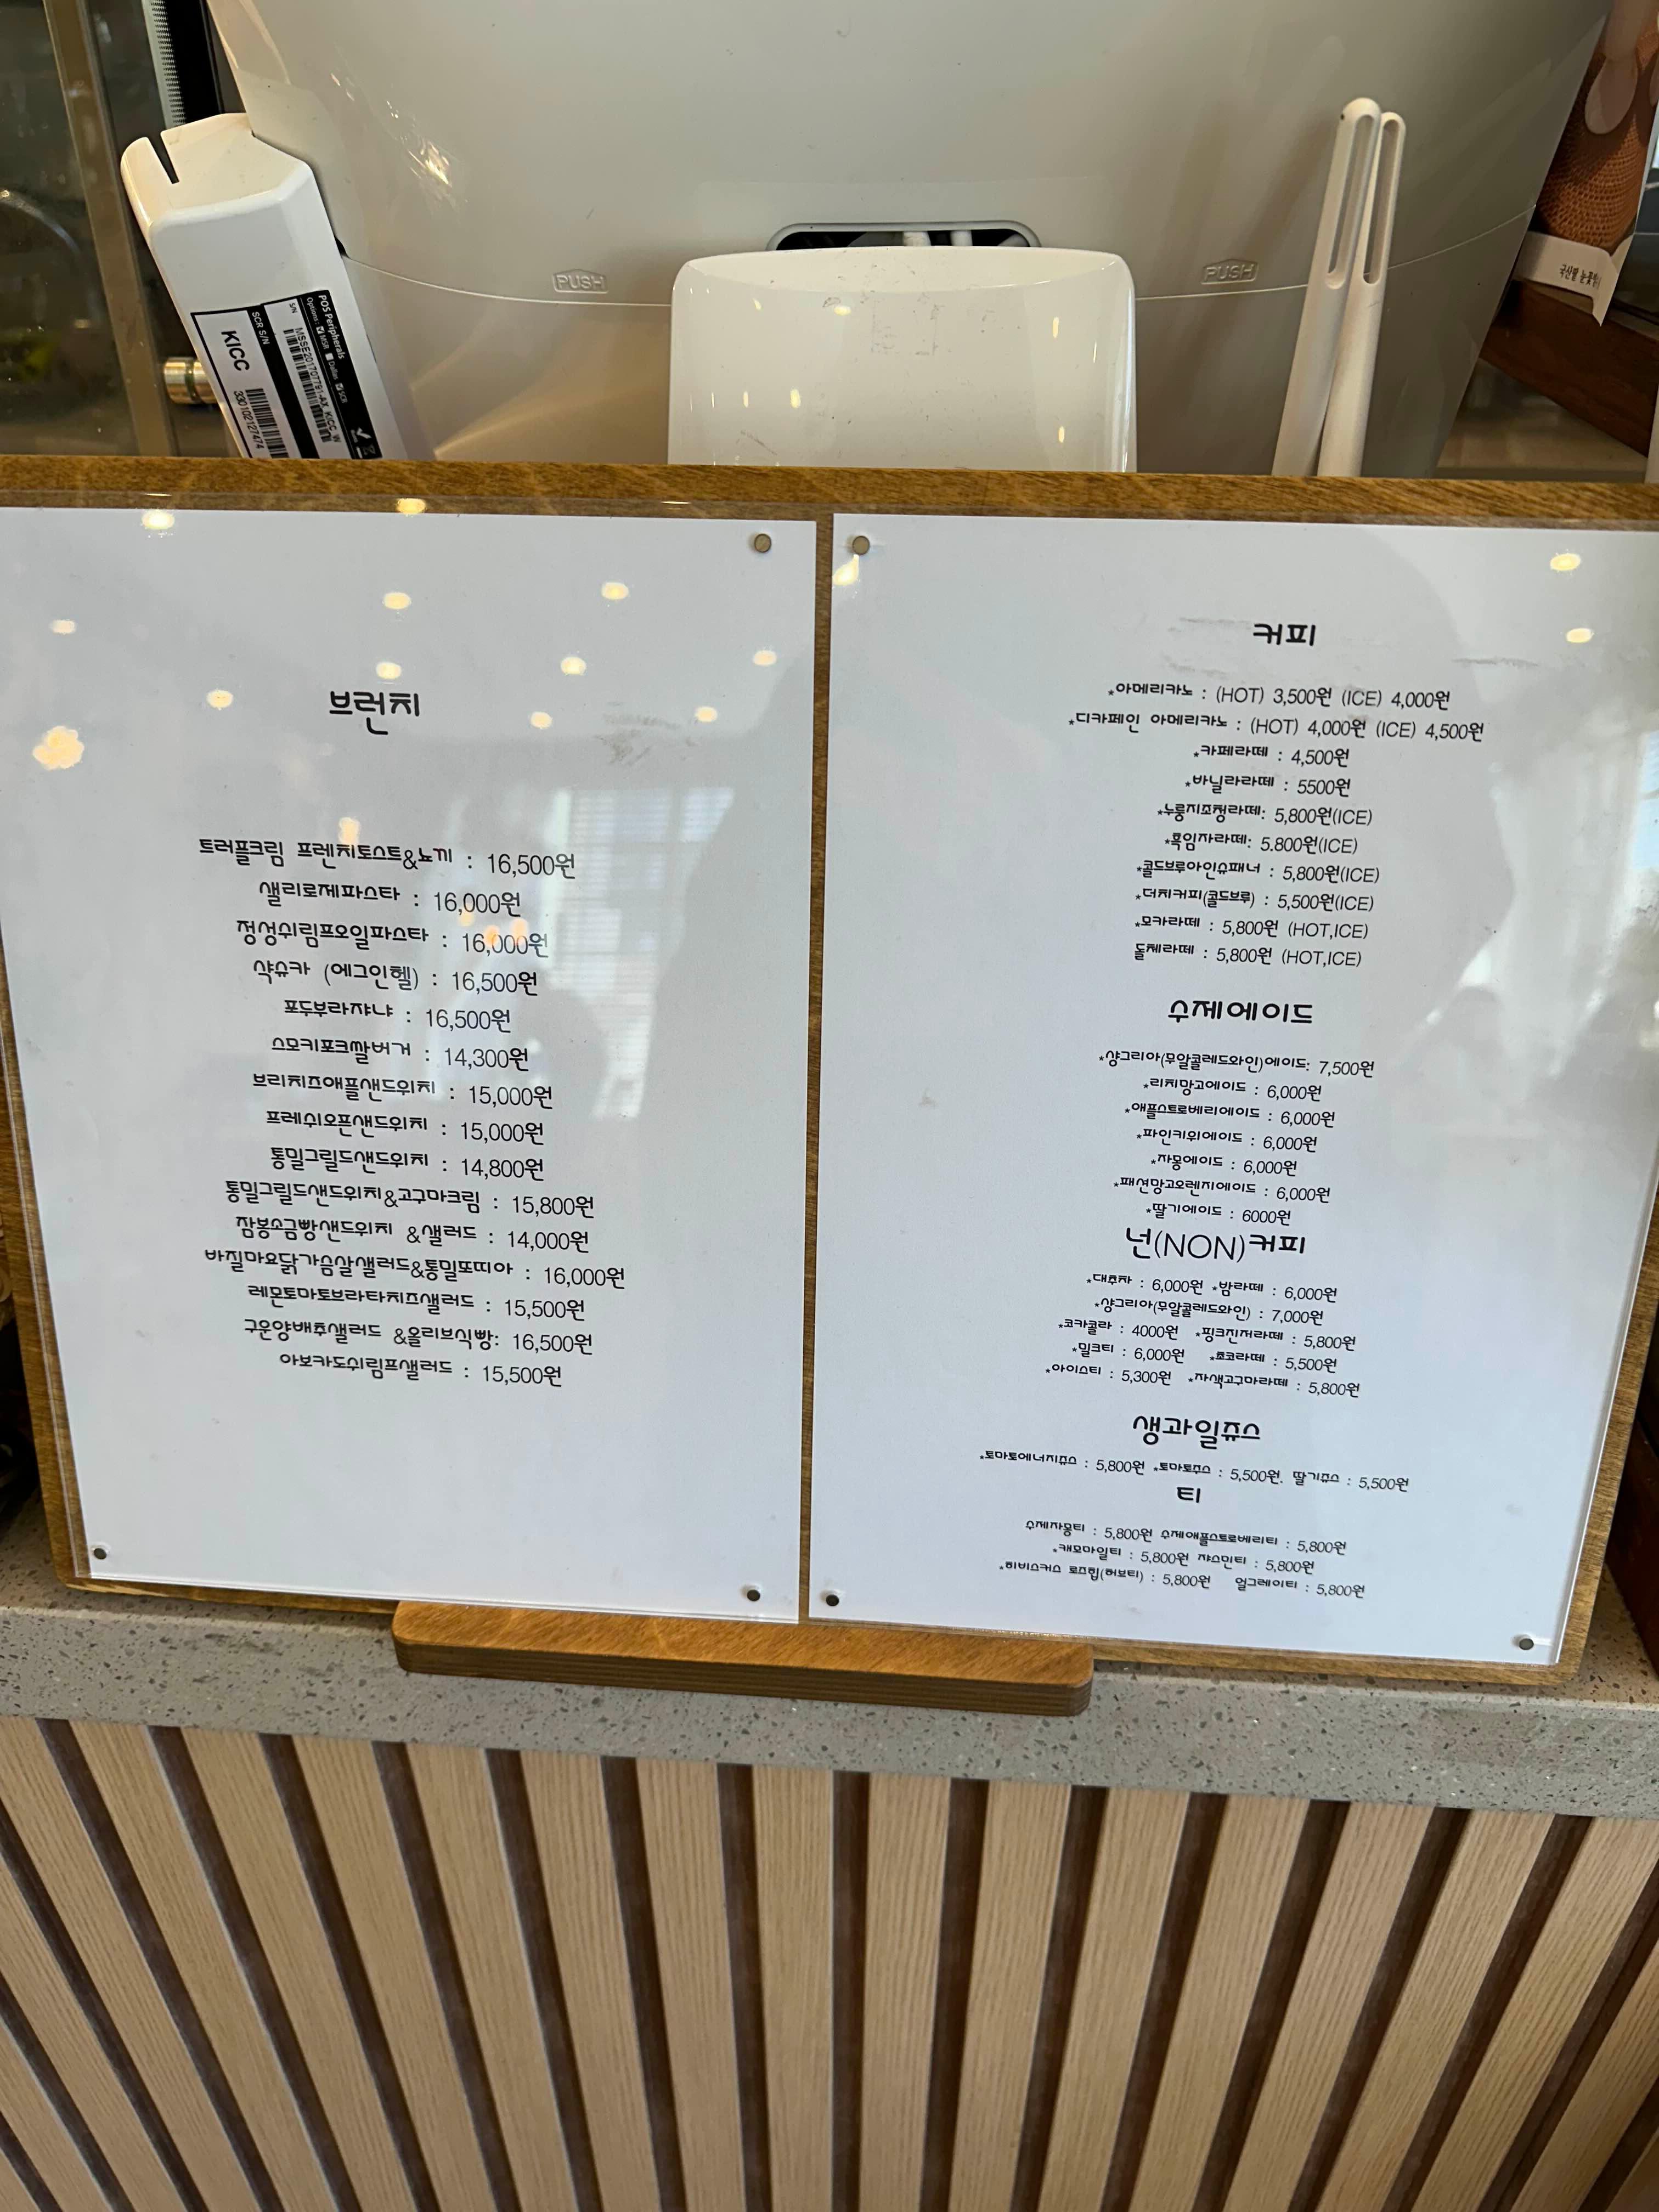 PUSH
PUSH
국산쌀 눈꽃빙
POS Peripherals
Options : MSR Dallas SCR
S/N MSSE201707791-AX_KICC_W
SCR S/N
KICC
330102127474
브런치
트러플크림 프렌치토스트&뇨끼 : 16,500원
샐리로제파스타 : 16,000원
정성쉬림프오일파스타 : 16,000원
샥슈카 (에그인헬) : 16,500원
포두부라쟈냐 : 16,500원
스모키포크쌀버거 : 14,300원
브리치즈애플샌드위치 : 15,000원
프레쉬오픈샌드위치 : 15,000원
통밀그릴드샌드위치 : 14,800원
통밀그릴드샌드위치&고구마크림 : 15,800원
잠봉소금빵샌드위치 &샐러드 : 14,000원
바질마요닭가슴살샐러드&통밀또띠아 : 16,000원
레몬토마토브라타치즈샐러드 : 15,500원
구운양배추샐러드 &올리브식빵: 16,500원
아보카도쉬림프샐러드 : 15,500원
커피
*아메리카노 : (HOT) 3,500원 (ICE) 4,000원
*디카페인 아메리카노 : (HOT) 4,000원 (ICE) 4,500원
*카페라떼 : 4,500원
*바닐라라떼 : 5500원
*누룽지조청라떼: 5,800원(ICE)
*흑임자라떼: 5.800원(ICE)
*콜드브루아인슈패너 : 5,800원(ICE)
*더치커피(콜드브루) : 5,500원(ICE)
*모카라떼 : 5,800원 (HOT,ICE)
돌체라떼 : 5,800원 (HOT,ICE)
수제에이드
*샹그리아(무알콜레드와인)에이드: 7,500원
*리치망고에이드 : 6,000원
*애플스트로베리에이드 : 6,000원
*파인키위에이드 : 6,000원
*자몽에이드 : 6,000원
*패션망고오렌지에이드 : 6,000원
*딸기에이드 : 6000원
넌(NON)커피
*대추차 : 6,000원 *밤라떼 : 6,000원
*샹그리아(무알콜레드와인) : 7,000원
*코카콜라 : 4000원 *핑크진저라떼 : 5,800원
*밀크티 : 6,000원 *쵸코라떼 : 5,500원
*아이스티 : 5,300원 *자색고구마라떼 : 5,800원
생과일쥬스
*토마토에너지쥬스 : 5,800원 *토마토쥬스 : 5,500원. 딸기쥬스 : 5,500원
티
수제자몽티 : 5,800원 수제애플스트로베리티 : 5,800원
*캐모마일티 : 5,800원 쟈스민티 : 5,800원
*히비스커스 로즈힙(허브티) : 5,800원 얼그레이티 : 5,800원